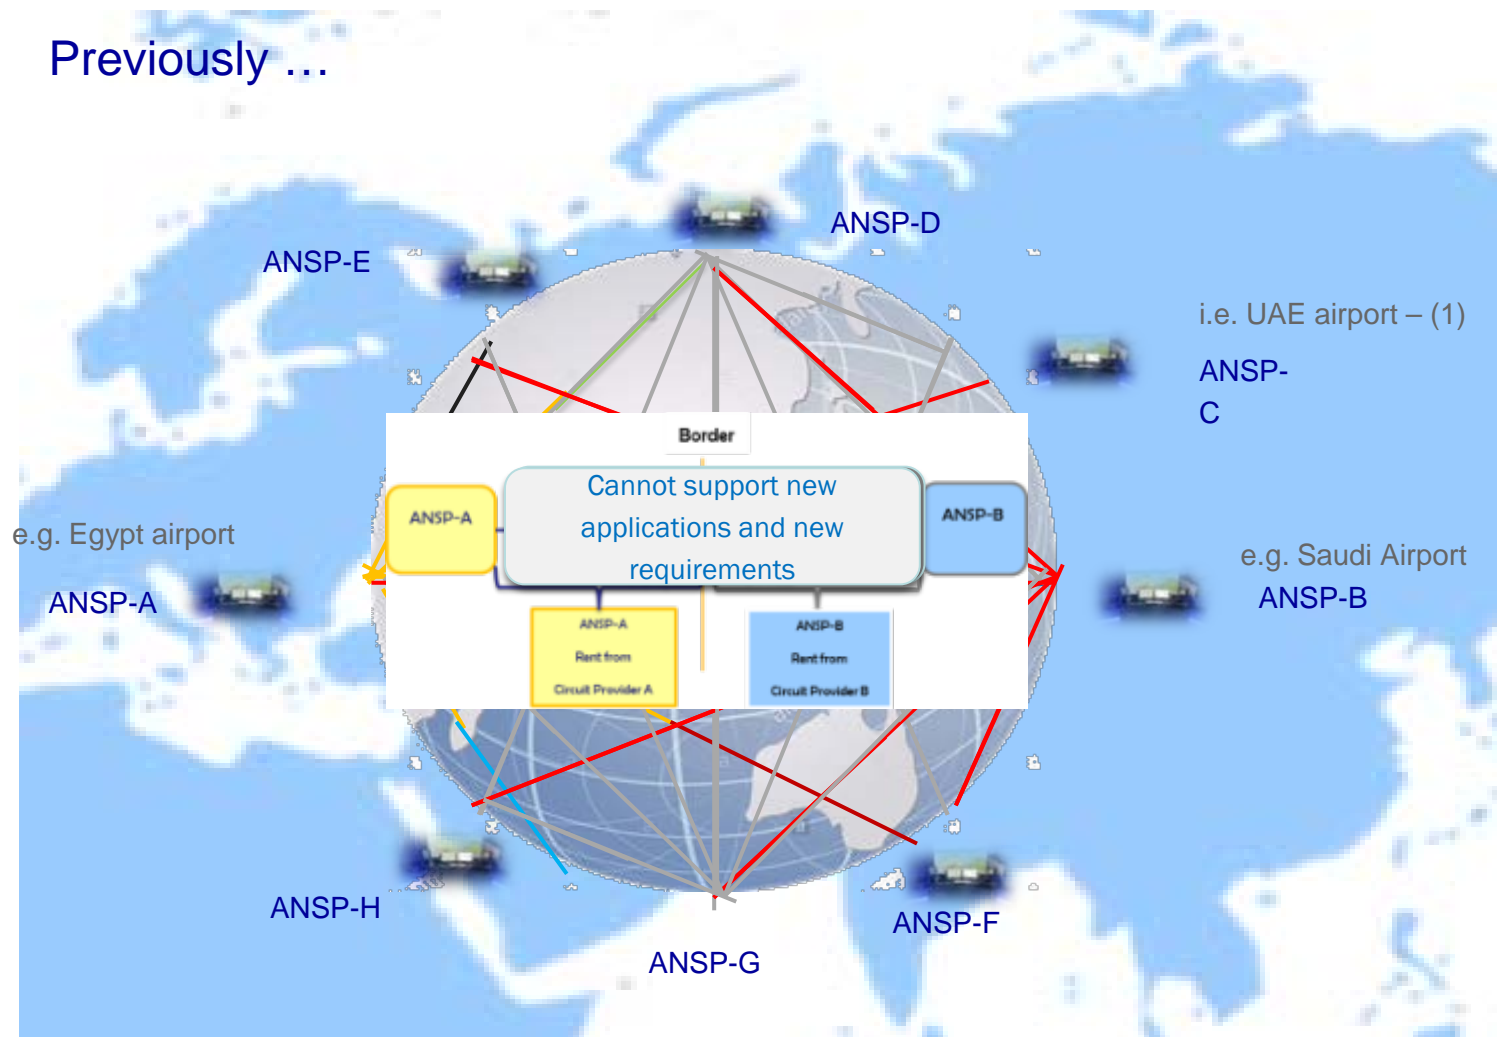 Previously ...
ANSP-D
ANSP-E
i.e. UAE airport – (1)
ANSP-
C
Border
Cannot support new
applications and new
requirements
ANSP-A
ANSP-B
e.g. Egypt airport
ANSP-A
e.g. Saudi Airport
ANSP-B
ANSP-A
Rent from
Circuit Provider A
ANSP-B
Rent from
Circuit Provider B
ANSP-H
ANSP-F
ANSP-G